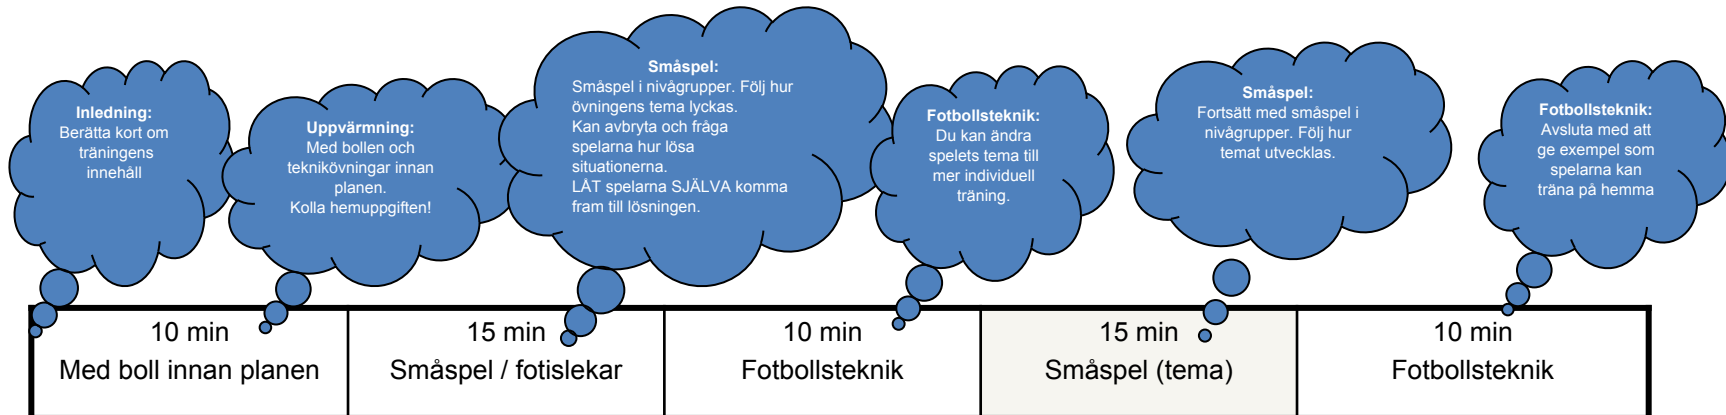 Inledning:
Berätta kort om
träningens
innehåll
Uppvärmning:
Med bollen och
teknikövningar innan
planen.
Kolla hemuppgiften!
Småspel:
Småspel i nivågrupper. Följ hur
övningens tema lyckas.
Kan avbryta och fråga
spelarna hur lösa
situationerna.
LÅT spelarna SJÄLVA komma
fram till lösningen.
Fotbollsteknik:
Du kan ändra
spelets tema till
mer individuell
träning.
Småspel:
Fortsätt med småspel i
nivågrupper. Följ hur
temat utvecklas.
Fotbollsteknik:
Avsluta med att
ge exempel som
spelarna kan
träna på hemma
10 min
Med boll innan planen
15 min
Småspel / fotislekar
10 min
Fotbollsteknik
15 min
Småspel (tema)
10 min
Fotbollsteknik